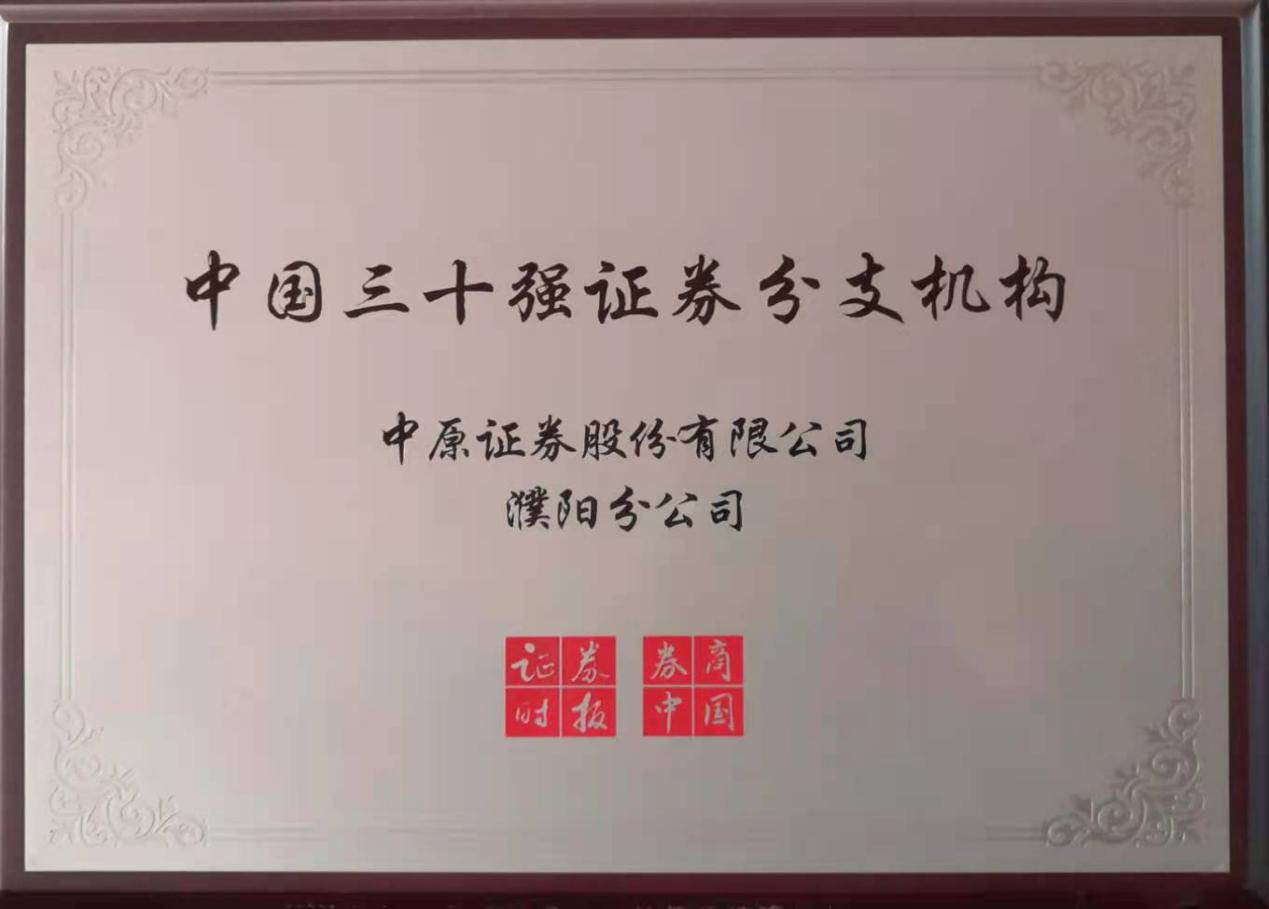 中国三十强证券分支机构
中原证券股份有限公司
濮阳分公司
证券 券商
时报 中国